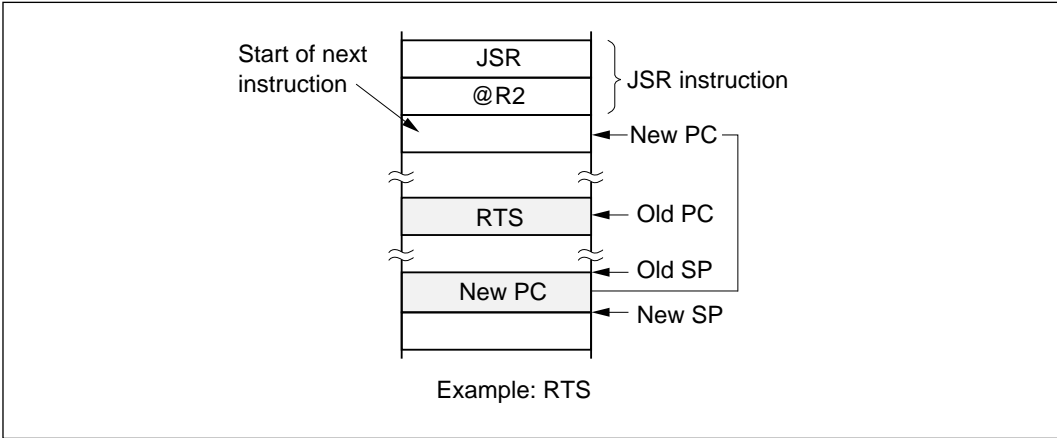 Start of next
instruction
JSR
@R2
JSR instruction
New PC
RTS
Old PC
Old SP
New PC
New SP
Example: RTS